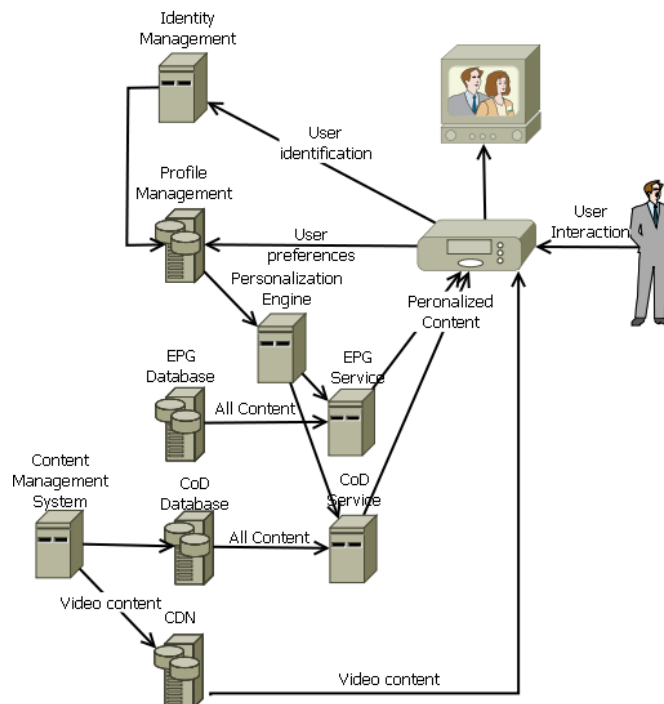 Identity
Management
User
identification
Profile
Management
User
Interaction
User
preferences
Personalization
Engine
Peronalized
Content
EPG
Database
EPG
Service
All Content
Content
Management
System
CoD
Database
CoD
Service
All Content
Video content
CDN
Video content